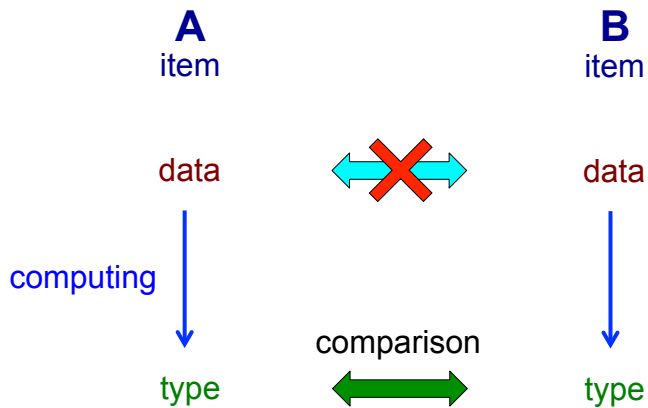 A B
item item
data data
computing
comparison
type type